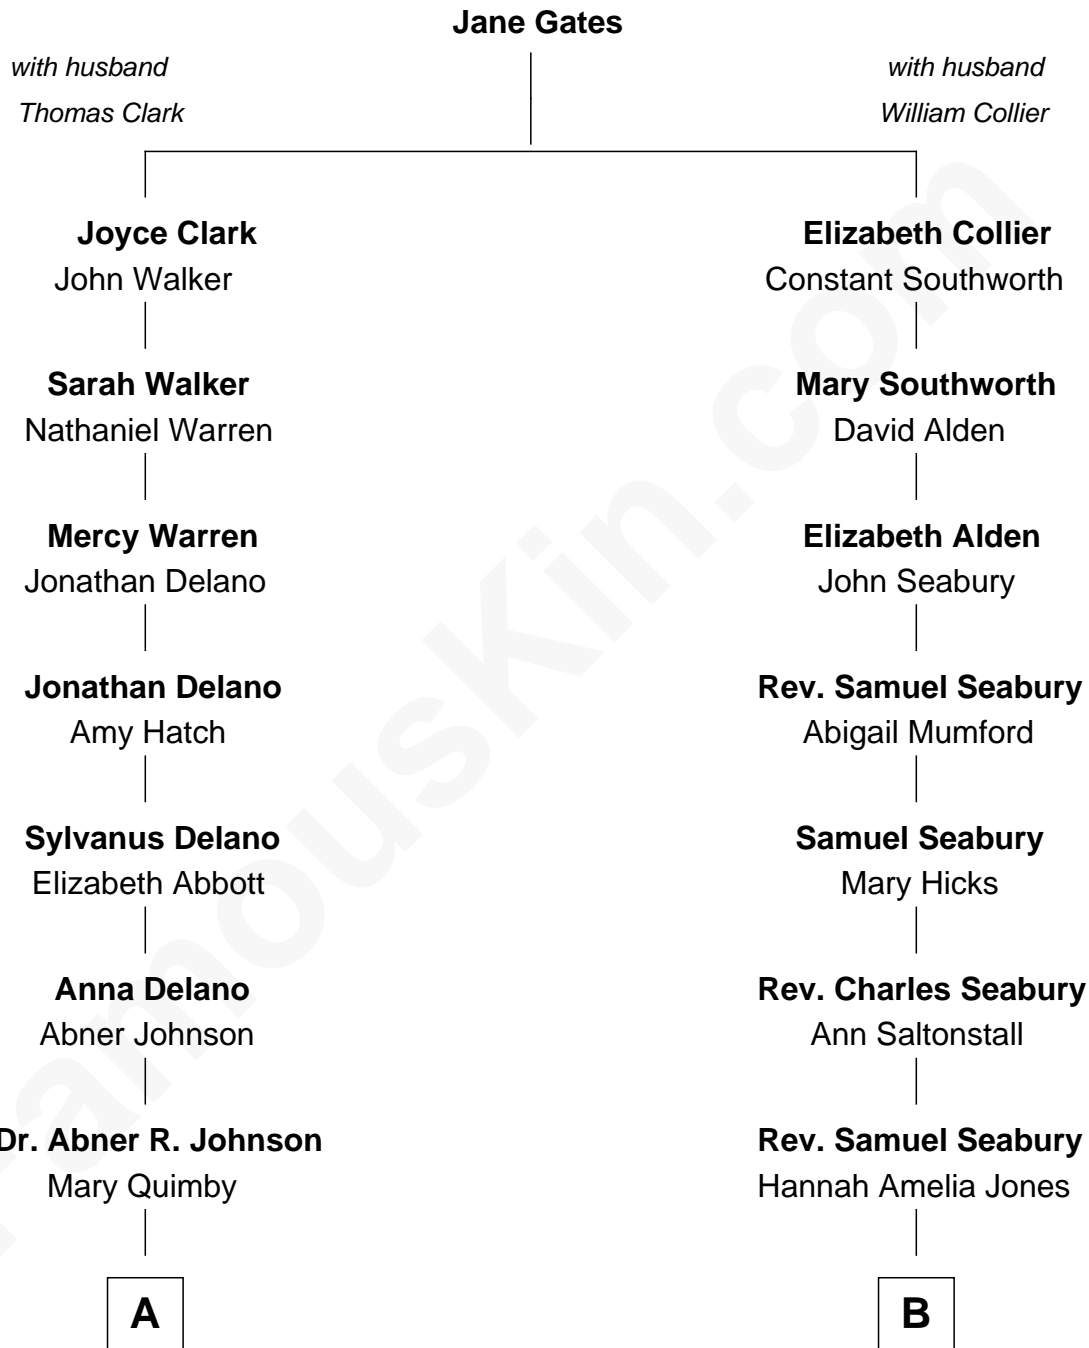 Jane Gates
with husband
Thomas Clark
with husband
William Collier
Joyce Clark
John Walker
Sarah Walker
Nathaniel Warren
Mercy Warren
Jonathan Delano
Jonathan Delano
Amy Hatch
Sylvanus Delano
Elizabeth Abbott
Anna Delano
Abner Johnson
Dr. Abner R. Johnson
Mary Quimby
A
Elizabeth Collier
Constant Southworth
Mary Southworth
David Alden
Elizabeth Alden
John Seabury
Rev. Samuel Seabury
Abigail Mumford
Samuel Seabury
Mary Hicks
Rev. Charles Seabury
Ann Saltonstall
Rev. Samuel Seabury
Hannah Amelia Jones
B
FamousKin.com